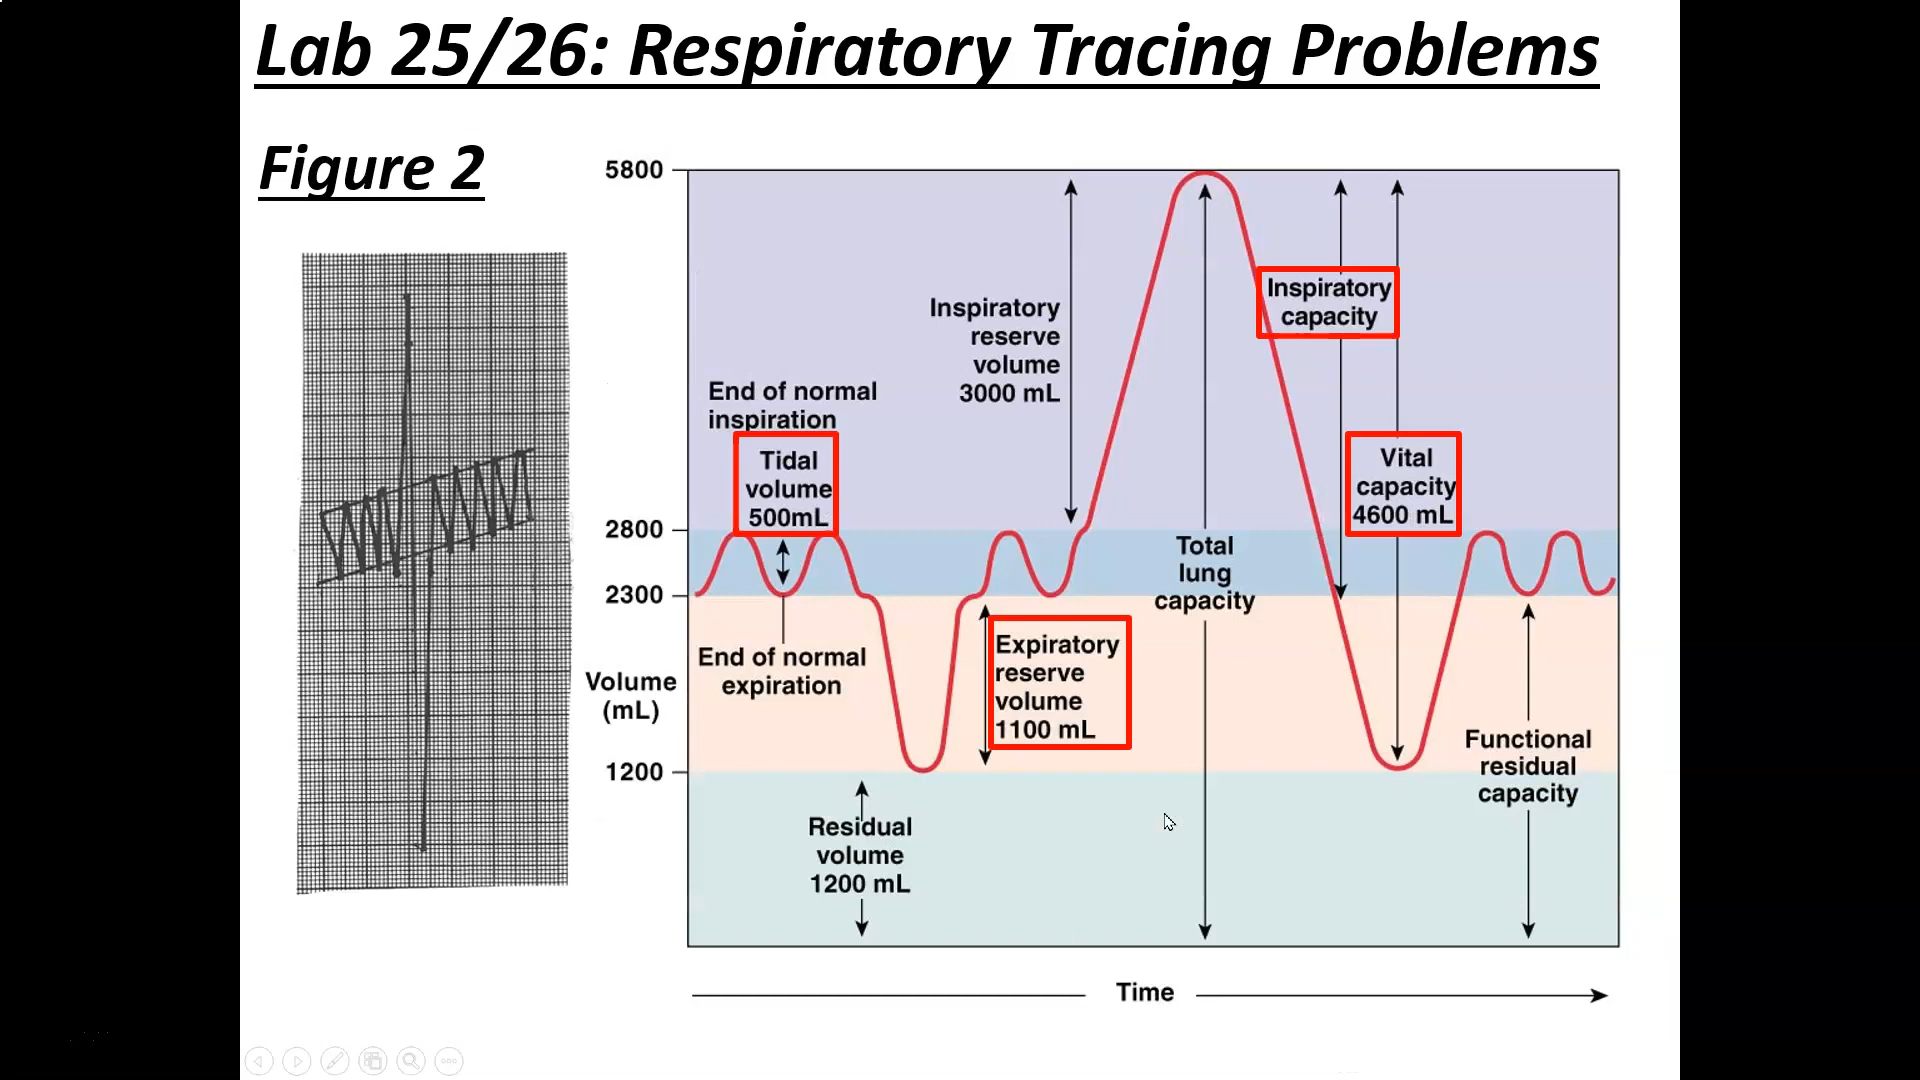 Lab 25/26: Respiratory Tracing Problems
Figure 2
5800
Inspiratory
capacity
Inspiratory
reserve
volume
3000 mL
End of normal
inspiration
Tidal
volume
500mL
Vital
capacity
4600 mL
2800
Total
lung
capacity
2300
Expiratory
reserve
volume
1100 mL
End of normal
expiration
Volume
(mL)
Functional
residual
capacity
1200
Residual
volume
1200 mL
Time